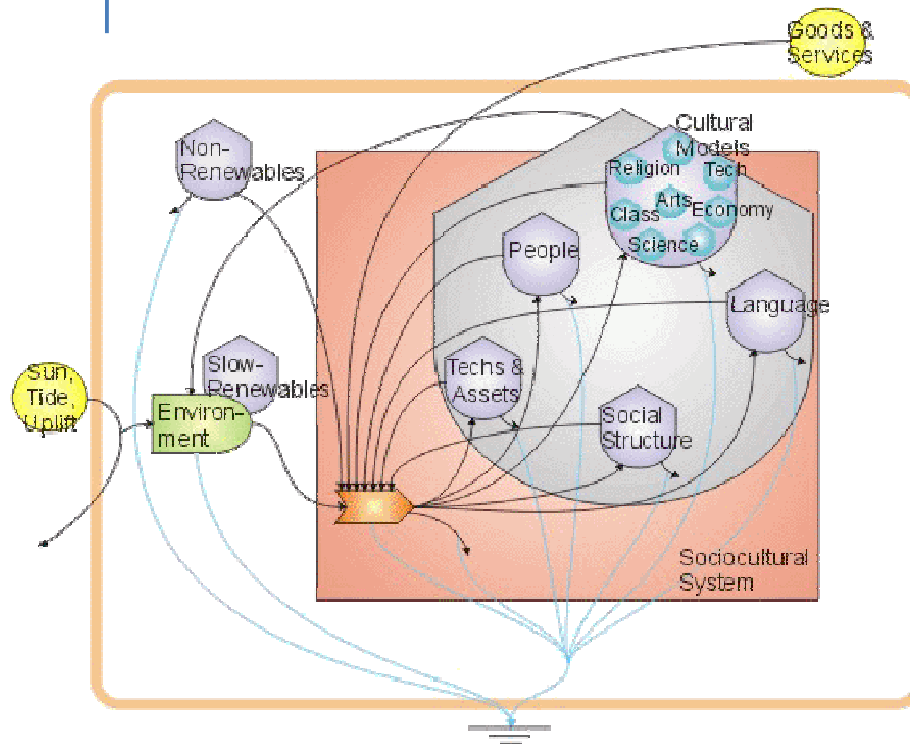 Goods &
Services
Cultural
Models
Non-
Renewables
Religion
Tech
Arts
Class
Economy
Science
People
Language
Slow-
Renewables
Sun,
Tide,
Uplift
Techs &
Assets
Environ-
ment
Social
Structure
Sociocultural
System